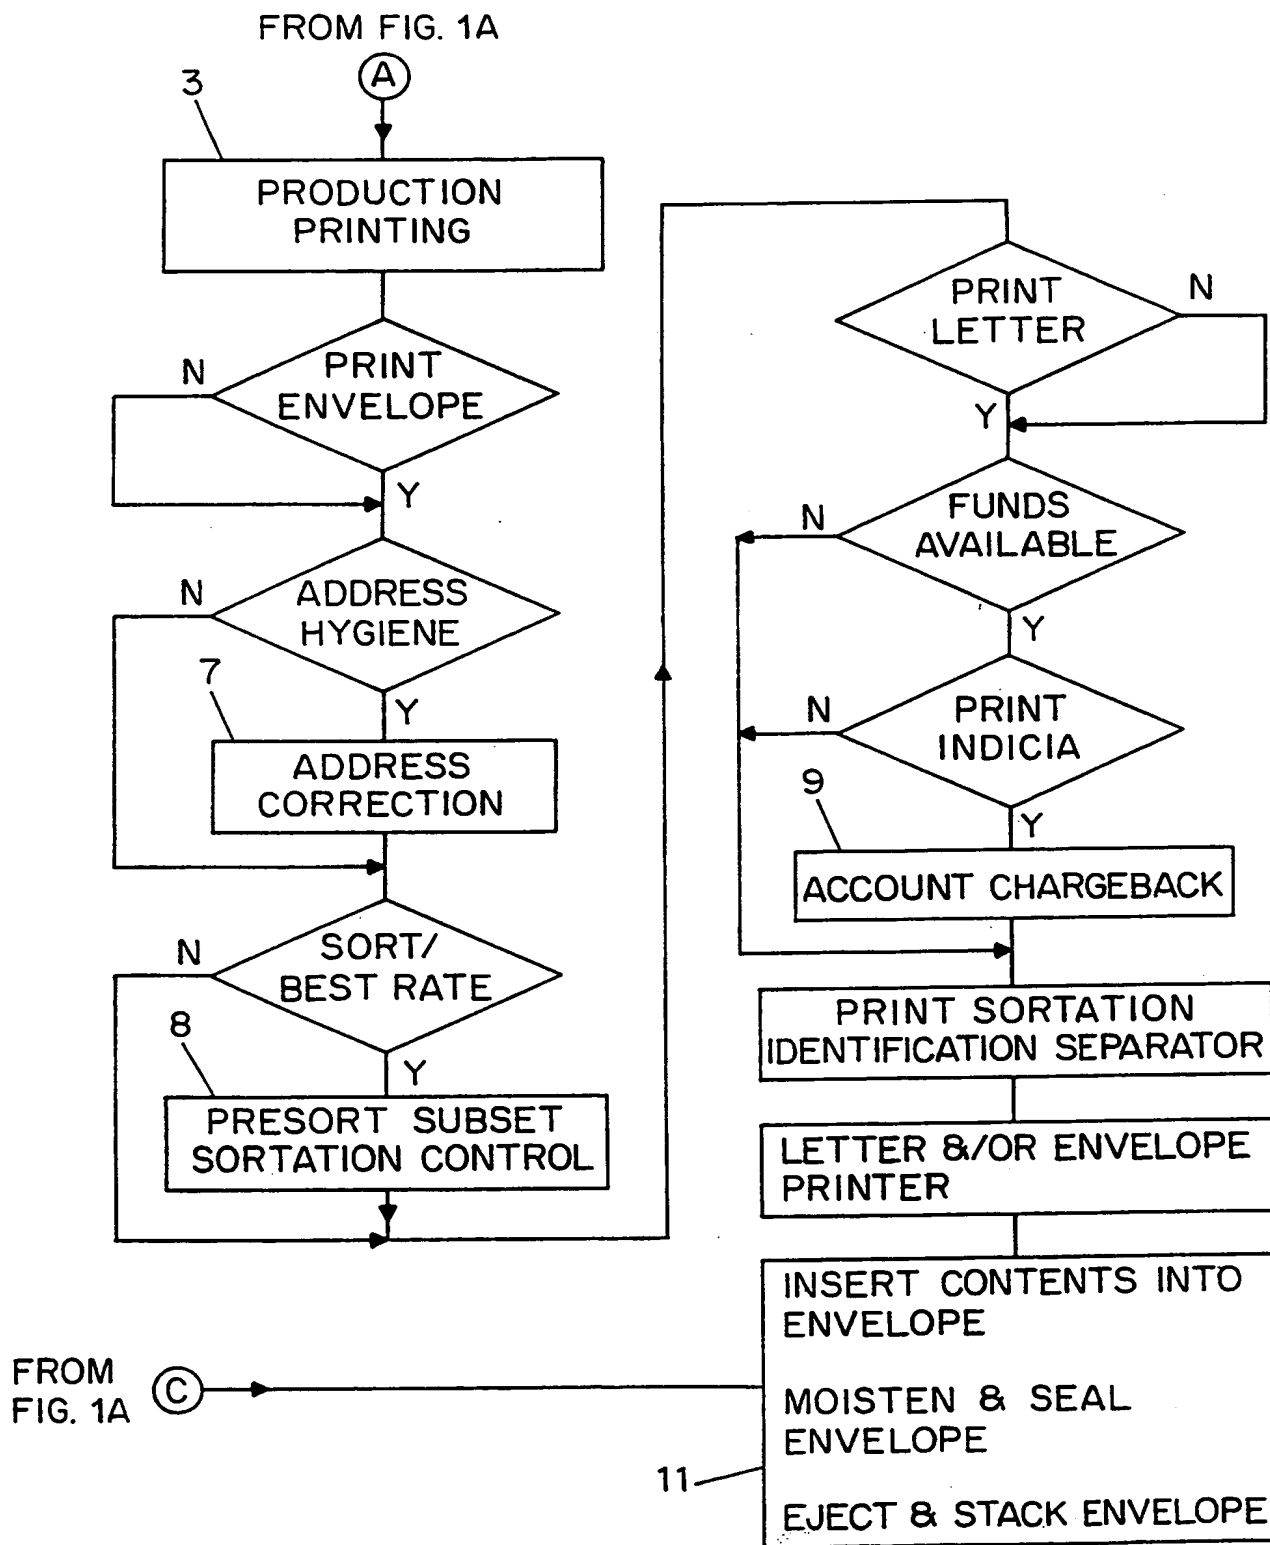 FROM FIG. 1A
A
3
PRODUCTION
PRINTING
PRINT
ENVELOPE
N
Y
ADDRESS
HYGIENE
N
Y
7
ADDRESS
CORRECTION
SORT/
BEST RATE
N
Y
8
PRESORT SUBSET
SORTATION CONTROL
PRINT
LETTER
N
Y
FUNDS
AVAILABLE
N
Y
PRINT
INDICIA
N
Y
9
ACCOUNT CHARGEBACK
PRINT SORTATION
IDENTIFICATION SEPARATOR
LETTER &/OR ENVELOPE
PRINTER
INSERT CONTENTS INTO
ENVELOPE
MOISTEN & SEAL
ENVELOPE
EJECT & STACK ENVELOPE
11
FROM
FIG. 1A
C